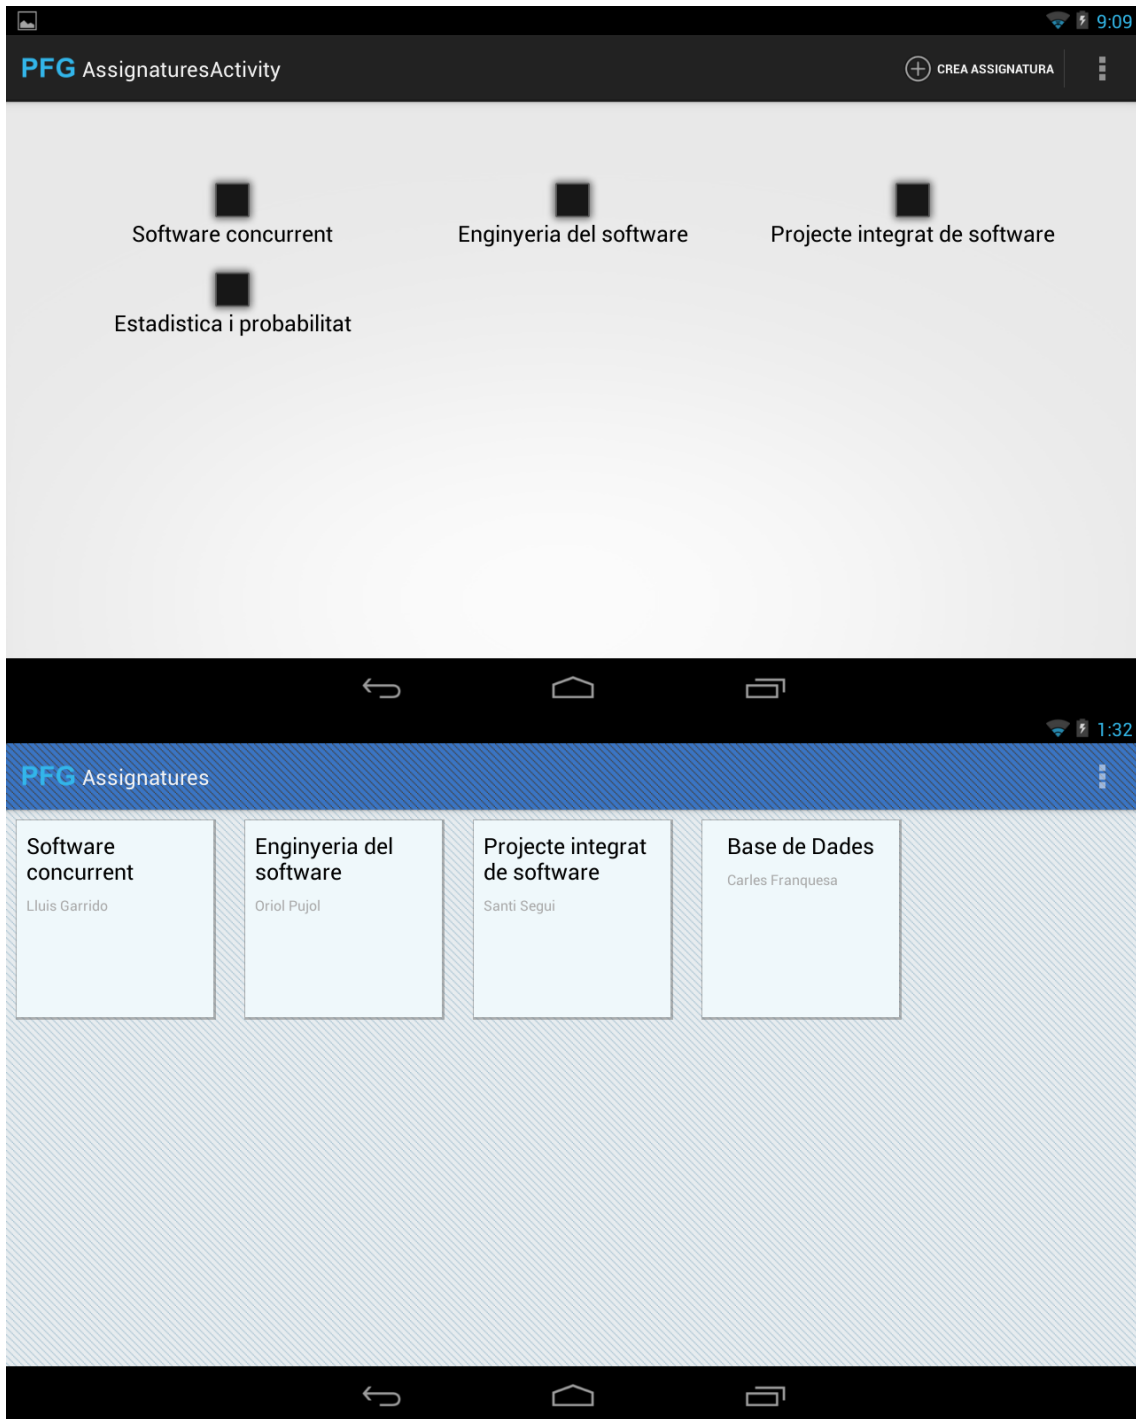 9:09
PFG AssignaturesActivity
CREA ASSIGNATURA
Software concurrent
Enginyeria del software
Projecte integrat de software
Estadistica i probabilitat
1:32
PFG Assignatures
Software
concurrent
Lluis Garrido
Enginyeria del
software
Oriol Pujol
Projecte integrat
de software
Santi Segui
Base de Dades
Carles Franquesa